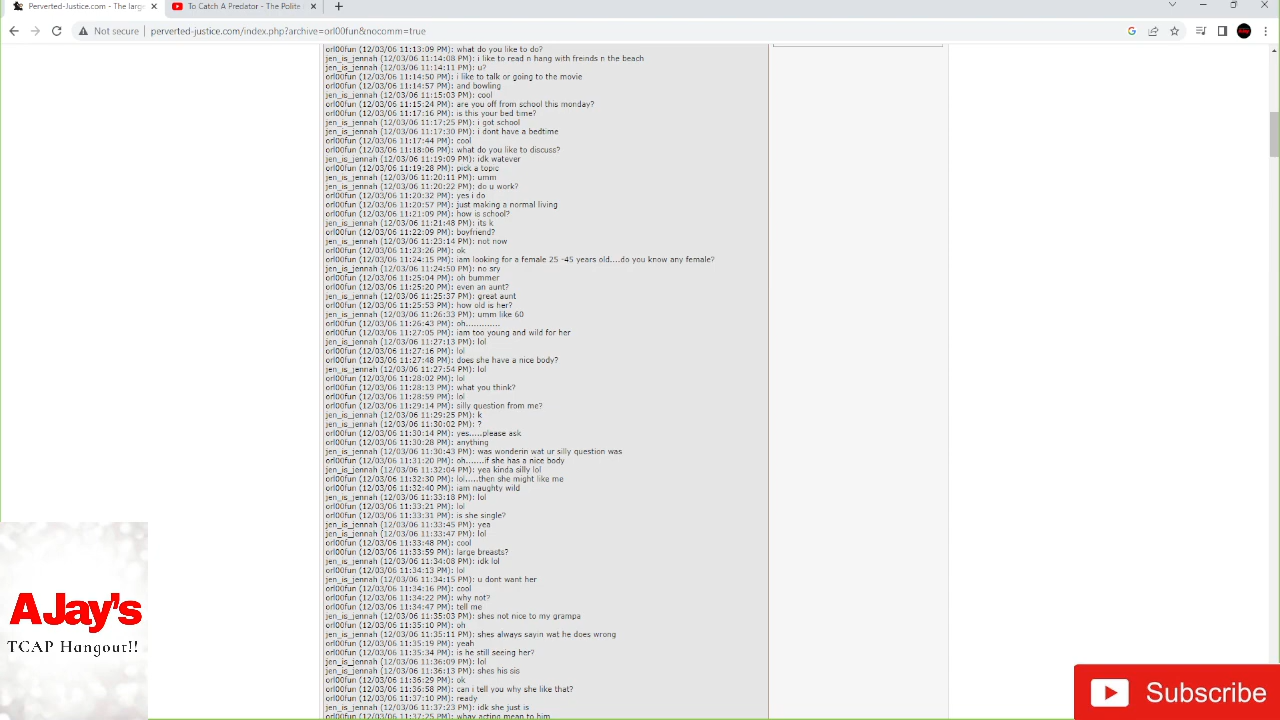 Perverted-Justice.com - The larg
To Catch A Predator - The Polite
Not secure
perverted-justice.com/index.php?archive=orl00fun&nocomm=true
orl00fun (12/03/06 11:13:09 PM): what do you like to do?
jen_is_jennah (12/03/06 11:14:08 PM): i like to read n hang with freinds n the beach
jen_is_jennah (12/03/06 11:14:11 PM): u?
orl00fun (12/03/06 11:14:50 PM): i like to talk or going to the movie
orl00fun (12/03/06 11:14:57 PM): and bowling
jen_is_jennah (12/03/06 11:15:03 PM): cool
orl00fun (12/03/06 11:15:24 PM): are you off from school this monday?
orl00fun (12/03/06 11:17:16 PM): is this your bed time?
jen_is_jennah (12/03/06 11:17:25 PM): i got school
jen_is_jennah (12/03/06 11:17:30 PM): i dont have a bedtime
orl00fun (12/03/06 11:17:44 PM): cool
orl00fun (12/03/06 11:18:06 PM): what do you like to discuss?
jen_is_jennah (12/03/06 11:19:09 PM): idk watever
orl00fun (12/03/06 11:19:28 PM): pick a topic
jen_is_jennah (12/03/06 11:20:11 PM): umm
jen_is_jennah (12/03/06 11:20:22 PM): do u work?
orl00fun (12/03/06 11:20:32 PM): yes i do
orl00fun (12/03/06 11:20:57 PM): just making a normal living
orl00fun (12/03/06 11:21:09 PM): how is school?
jen_is_jennah (12/03/06 11:21:48 PM): its k
orl00fun (12/03/06 11:22:09 PM): boyfriend?
jen_is_jennah (12/03/06 11:23:14 PM): not now
orl00fun (12/03/06 11:23:26 PM): ok
orl00fun (12/03/06 11:24:15 PM): iam looking for a female 25 -45 years old....do you know any female?
jen_is_jennah (12/03/06 11:24:50 PM): no sry
orl00fun (12/03/06 11:25:04 PM): oh bummer
orl00fun (12/03/06 11:25:20 PM): even an aunt?
jen_is_jennah (12/03/06 11:25:37 PM): great aunt
orl00fun (12/03/06 11:25:53 PM): how old is her?
jen_is_jennah (12/03/06 11:26:33 PM): umm like 60
orl00fun (12/03/06 11:26:43 PM): oh............
orl00fun (12/03/06 11:27:05 PM): iam too young and wild for her
jen_is_jennah (12/03/06 11:27:13 PM): lol
orl00fun (12/03/06 11:27:16 PM): lol
orl00fun (12/03/06 11:27:48 PM): does she have a nice body?
jen_is_jennah (12/03/06 11:27:54 PM): lol
orl00fun (12/03/06 11:28:02 PM): lol
orl00fun (12/03/06 11:28:13 PM): what you think?
orl00fun (12/03/06 11:28:59 PM): lol
orl00fun (12/03/06 11:29:14 PM): silly question from me?
jen_is_jennah (12/03/06 11:29:25 PM): k
jen_is_jennah (12/03/06 11:30:02 PM): ?
orl00fun (12/03/06 11:30:14 PM): yes.....please ask
orl00fun (12/03/06 11:30:28 PM): anything
jen_is_jennah (12/03/06 11:30:43 PM): was wonderin wat ur silly question was
orl00fun (12/03/06 11:31:20 PM): oh.......if she has a nice body
jen_is_jennah (12/03/06 11:32:04 PM): yea kinda silly lol
orl00fun (12/03/06 11:32:30 PM): lol.....then she might like me
orl00fun (12/03/06 11:32:40 PM): iam naughty wild
jen_is_jennah (12/03/06 11:33:18 PM): lol
orl00fun (12/03/06 11:33:21 PM): lol
orl00fun (12/03/06 11:33:31 PM): is she single?
jen_is_jennah (12/03/06 11:33:45 PM): yea
jen_is_jennah (12/03/06 11:33:47 PM): lol
orl00fun (12/03/06 11:33:48 PM): cool
orl00fun (12/03/06 11:33:59 PM): large breasts?
jen_is_jennah (12/03/06 11:34:08 PM): idk lol
orl00fun (12/03/06 11:34:13 PM): lol
jen_is_jennah (12/03/06 11:34:15 PM): u dont want her
orl00fun (12/03/06 11:34:16 PM): cool
orl00fun (12/03/06 11:34:22 PM): why not?
orl00fun (12/03/06 11:34:47 PM): tell me
jen_is_jennah (12/03/06 11:35:03 PM): shes not nice to my grampa
orl00fun (12/03/06 11:35:10 PM): oh
jen_is_jennah (12/03/06 11:35:11 PM): shes always sayin wat he does wrong
orl00fun (12/03/06 11:35:19 PM): yeah
orl00fun (12/03/06 11:35:34 PM): is he still seeing her?
jen_is_jennah (12/03/06 11:36:09 PM): lol
jen_is_jennah (12/03/06 11:36:13 PM): shes his sis
orl00fun (12/03/06 11:36:29 PM): ok
orl00fun (12/03/06 11:36:58 PM): can i tell you why she like that?
orl00fun (12/03/06 11:37:10 PM): ready
jen_is_jennah (12/03/06 11:37:23 PM): idk she just is
orl00fun (12/03/06 11:37:25 PM): whay acting mean to him
AJay's
TCAP Hangout!!
Subscribe